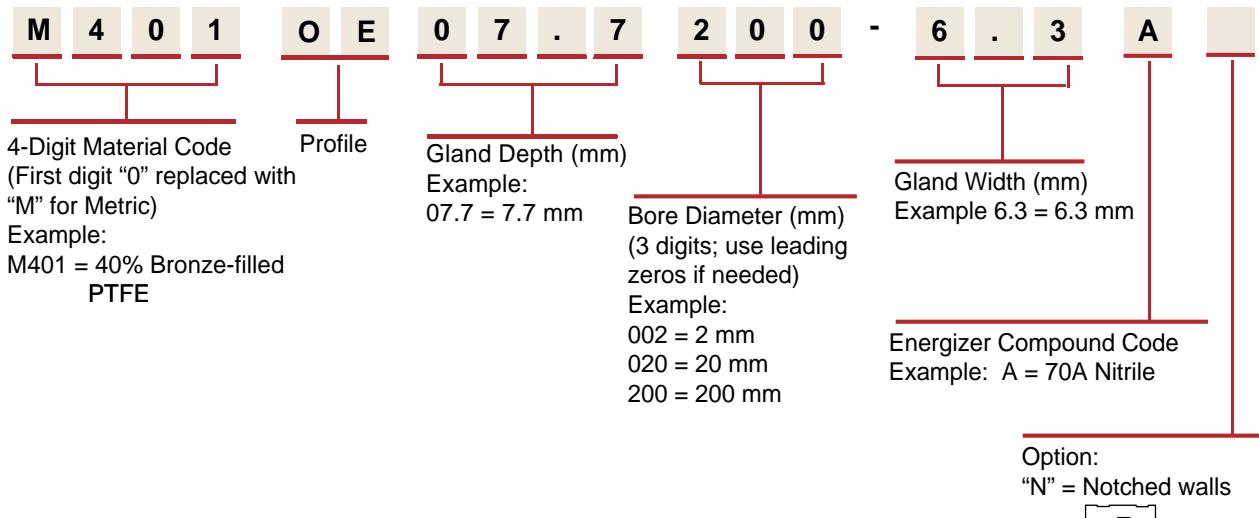 M 4 0 1 O E 0 7 . 7 2 0 0 - 6 . 3 A
4-Digit Material Code
(First digit “0” replaced with
“M” for Metric)
Example:
M401 = 40% Bronze-filled
PTFE
Profile
Gland Depth (mm)
Example:
07.7 = 7.7 mm
Bore Diameter (mm)
(3 digits; use leading
zeros if needed)
Example:
002 = 2 mm
020 = 20 mm
200 = 200 mm
Gland Width (mm)
Example 6.3 = 6.3 mm
Energizer Compound Code
Example: A = 70A Nitrile
Option:
“N” = Notched walls